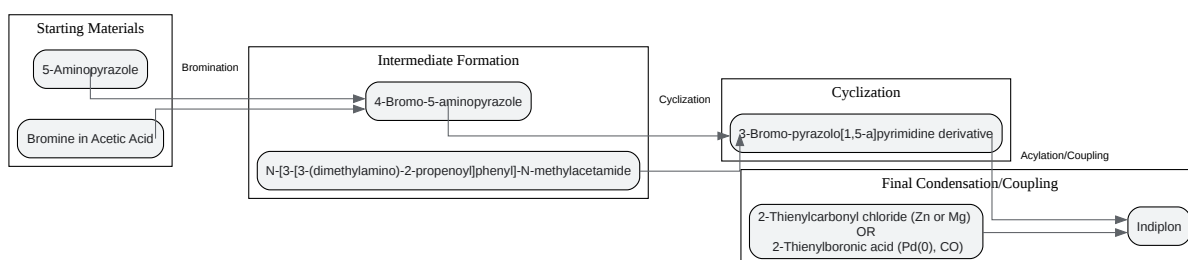 Starting Materials
5-Aminopyrazole
Bromine in Acetic Acid
Bromination
Intermediate Formation
4-Bromo-5-aminopyrazole
N-[3-[3-(dimethylamino)-2-propenoyl]phenyl]-N-methylacetamide
Cyclization
Cyclization
3-Bromo-pyrazolo[1,5-a]pyrimidine derivative
Acylation/Coupling
Final Condensation/Coupling
2-Thienylcarbonyl chloride (Zn or Mg)
OR
2-Thienylboronic acid (Pd(0), CO)
Indiplon